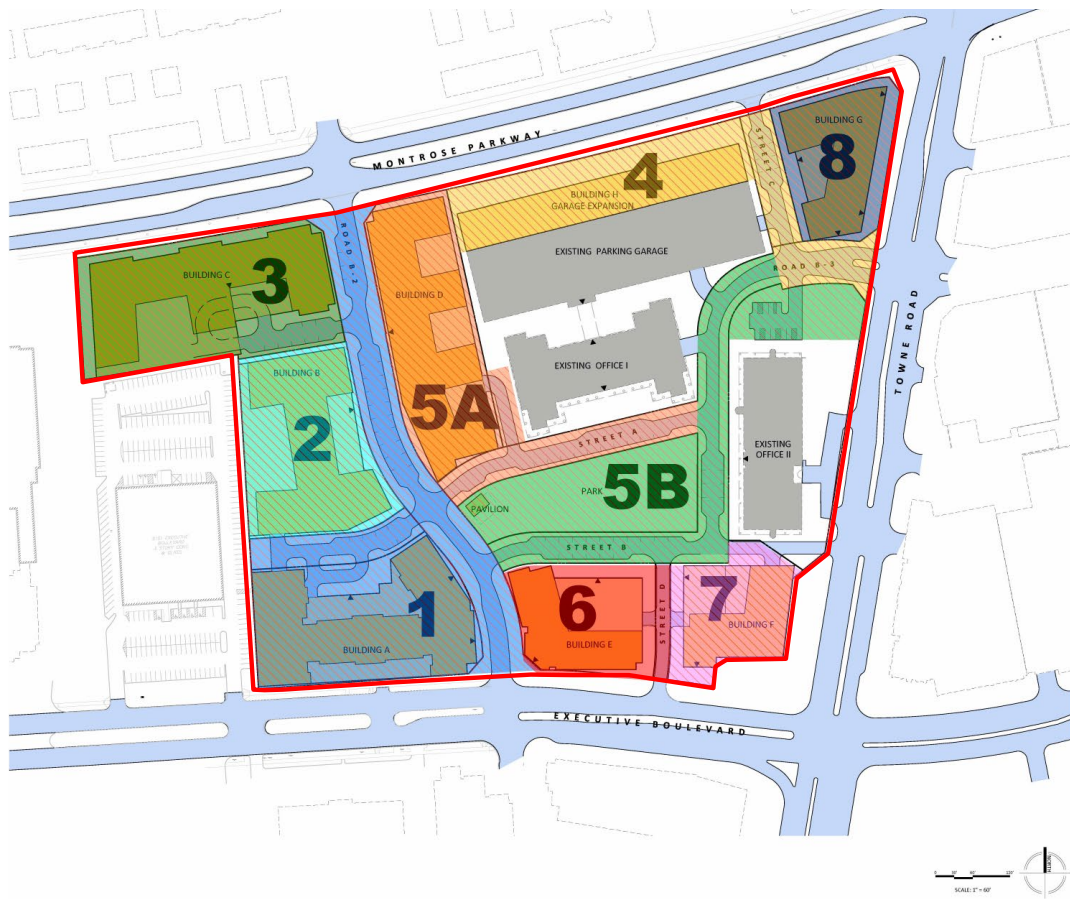 MONTROSE PARKWAY
BUILDING G
8
STREET C
4
BUILDING H
GARAGE EXPANSION
EXISTING PARKING GARAGE
ROAD B-3
ROAD B-2
BUILDING C
3
BUILDING D
5A
EXISTING OFFICE I
TOWNE ROAD
BUILDING B
2
STREET A
EXISTING
OFFICE II
PARK
5B
PAVILION
STREET B
1
BUILDING A
6
BUILDING E
STREET D
7
BUILDING F
EXECUTIVE BOULEVARD
NORTH
SCALE: 1" = 60'